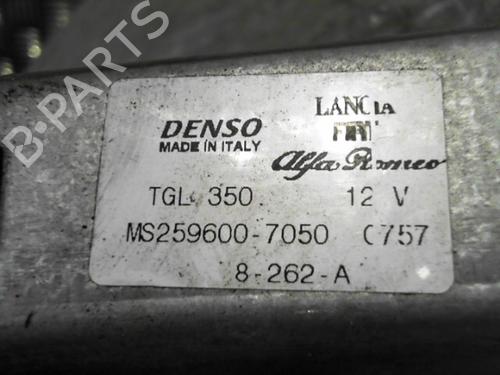 B-PARTS
DENSO
MADE IN ITALY
LANCIA
FIAT
Alfa Romeo
TGL 350. 12 V
MS259600-7050 C757
8-262-A